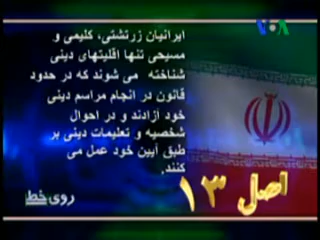 VOA
ایرانیان زرتشتی، کلیمی و
مسیحی تنها اقلیتهای دینی
شناخته می شوند که در حدود
قانون در انجام مراسم دینی
خود آزادند و در احوال
شخصیه و تعلیمات دینی بر
طبق آیین خود عمل می
کنند.
اصل ۱۳
روی خط